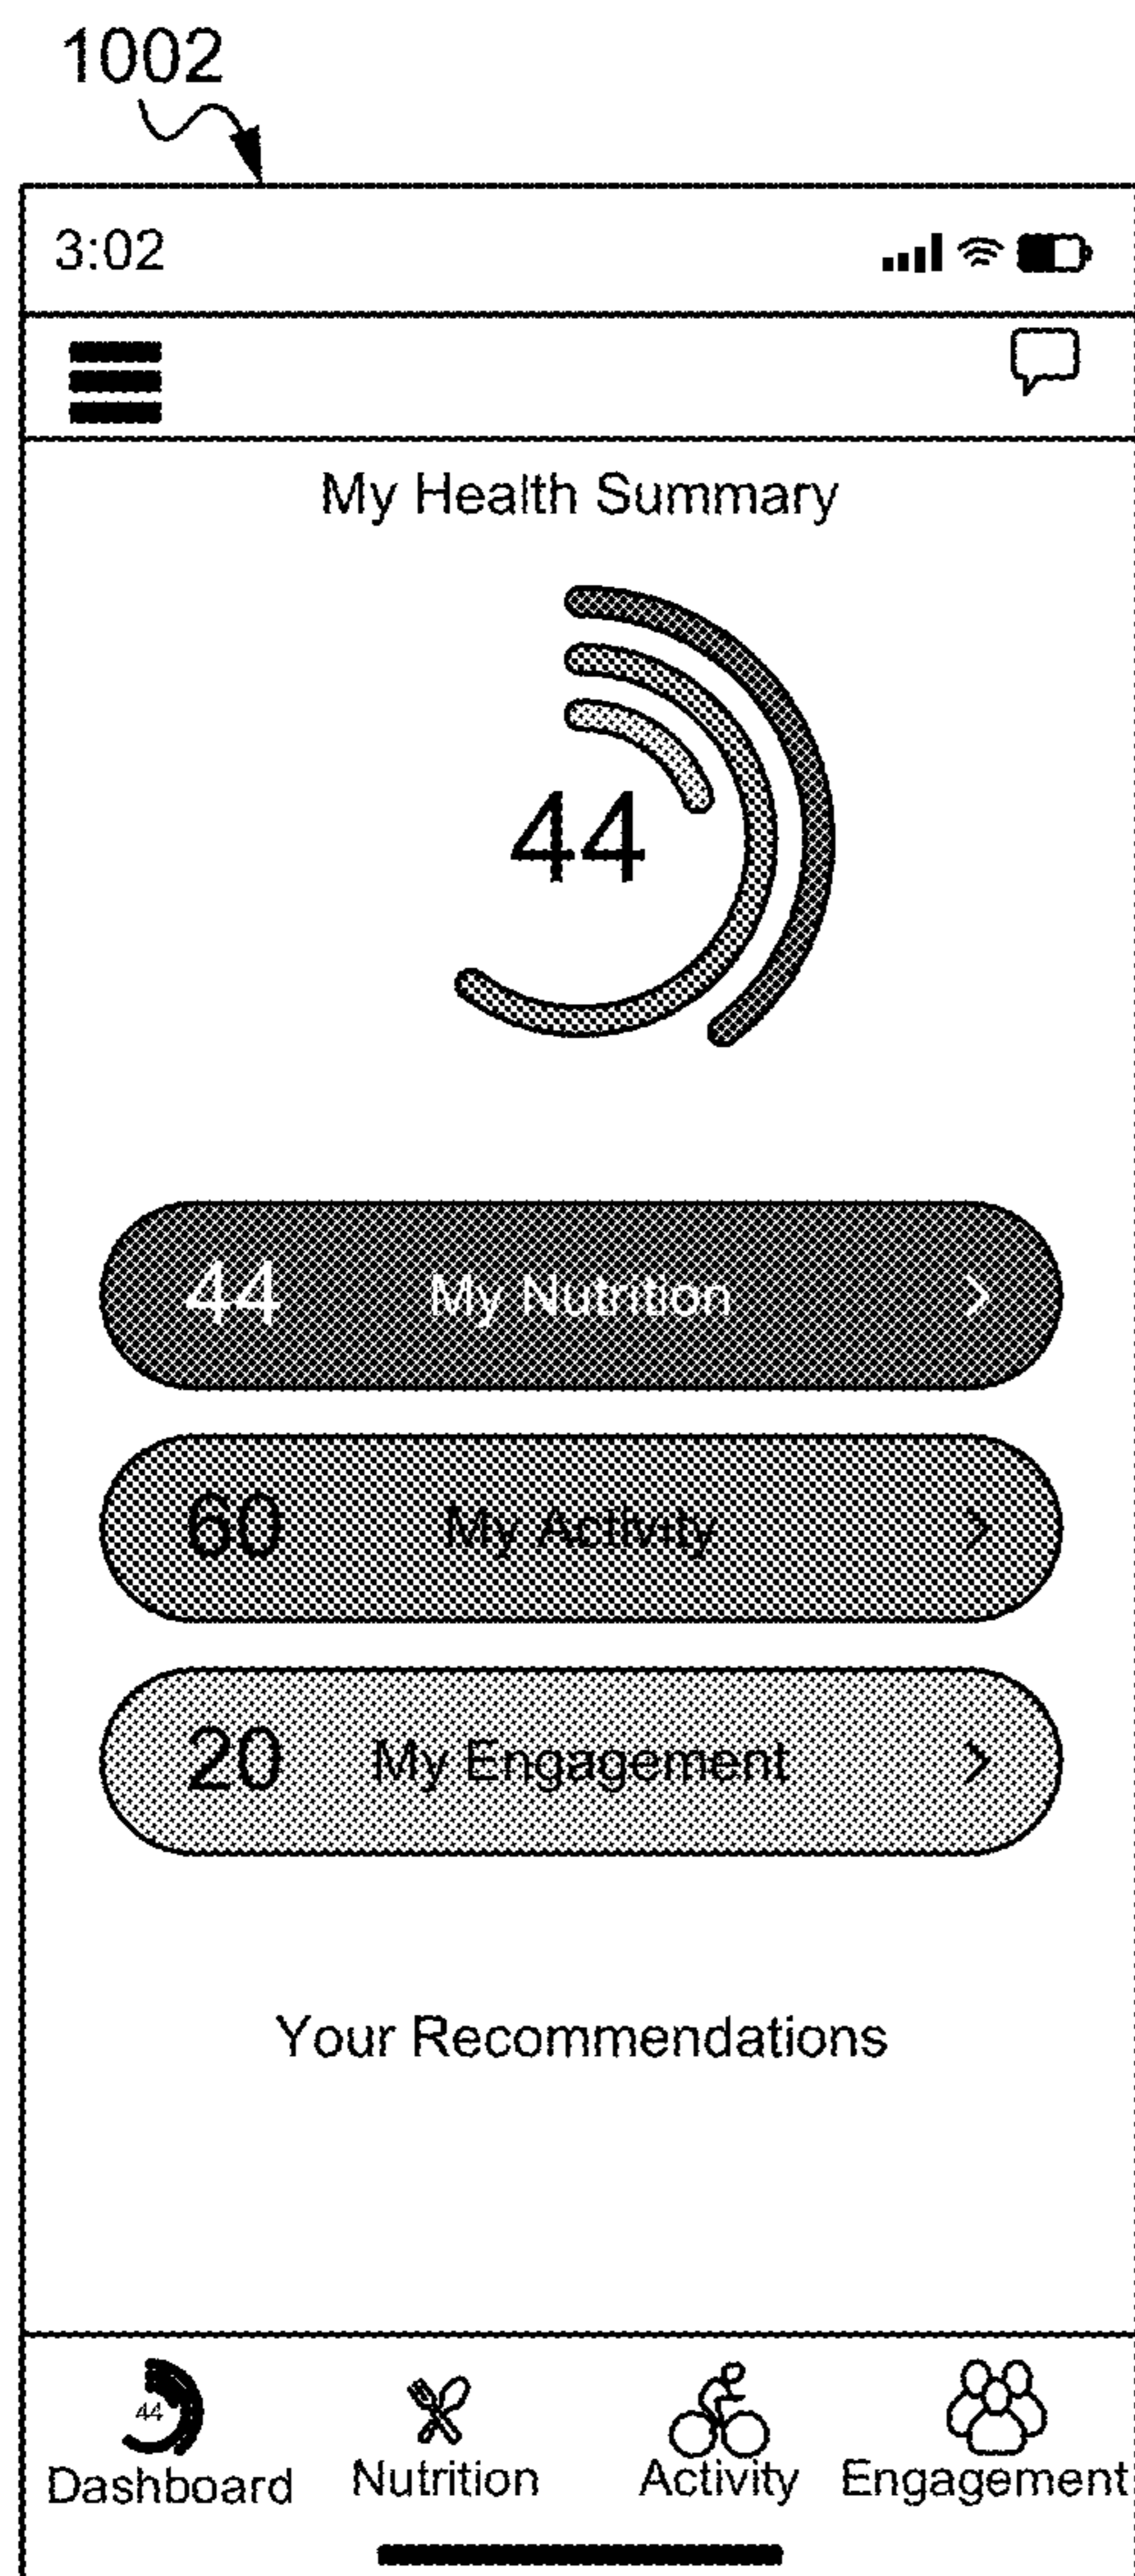 1002
3:02
My Health Summary
44
44 My Nutrition
60 My Activity
20 My Engagement
Your Recommendations
44
Dashboard Nutrition Activity Engagement